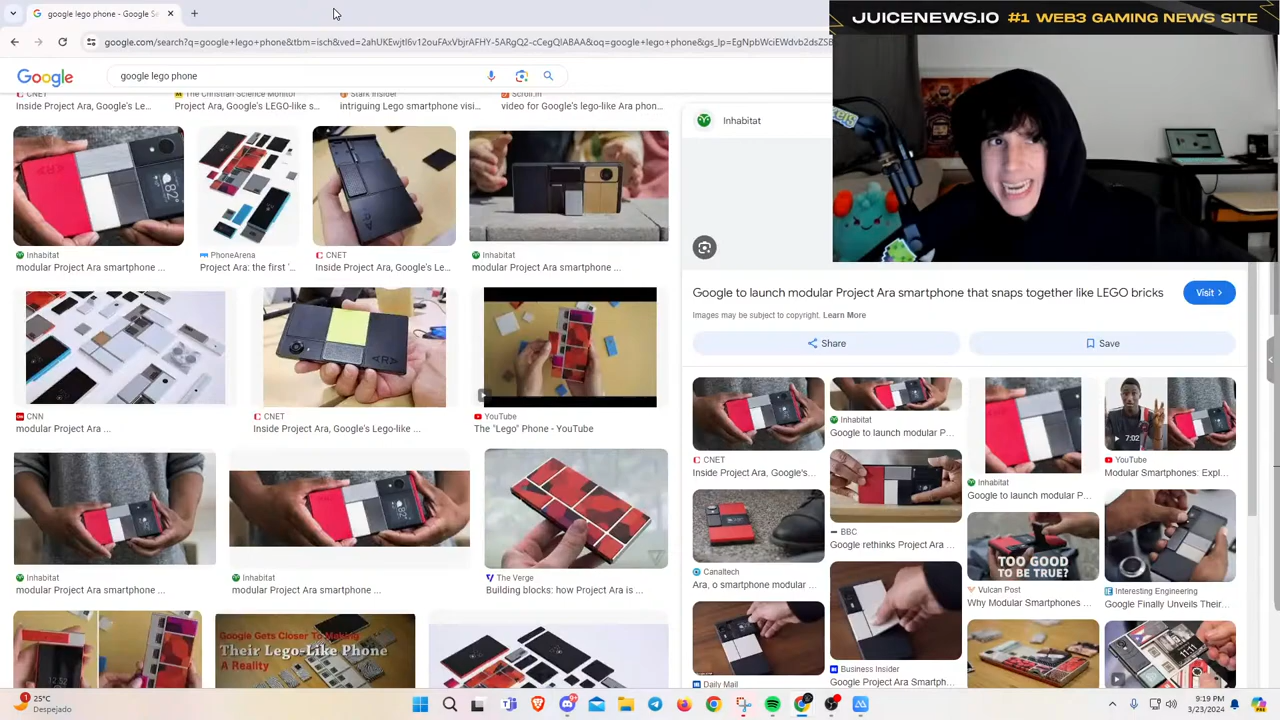 google lego phone - Google Se
JUICENEWS.IO #1 WEB3 GAMING NEWS SITE
google.com/search?q=google+lego+phone&tbm=isch&ved=
Google
google lego phone
CNET
Inside Project Ara, Google's Le...
The Christian Science Monitor
Project Ara, Google's LEGO-like s...
Stark Insider
intriguing Lego smartphone visi...
Scroll.in
video for Google's lego-like Ara phon...
Inhabitat
Inhabitat
modular Project Ara smartphone ...
PhoneArena
Project Ara: the first '...
CNET
Inside Project Ara, Google's Le...
Inhabitat
modular Project Ara smartphone ...
Google to launch modular Project Ara smartphone that snaps together like LEGO bricks
Visit >
Images may be subject to copyright. Learn More
Share
Save
CNN
modular Project Ara ...
CNET
Inside Project Ara, Google's Lego-like ...
YouTube
The "Lego" Phone - YouTube
Inhabitat
modular Project Ara smartphone ...
Inhabitat
modular Project Ara smartphone ...
The Verge
Building blocks: how Project Ara is ...
Google Gets Closer To Making
Their Lego-Like Phone
A Reality
CNET
Inside Project Ara, Google's...
Inhabitat
Google to launch modular P...
Inhabitat
Google to launch modular P...
7:02
YouTube
Modular Smartphones: Expl...
Canaltech
Ara, o smartphone modular ...
BBC
Google rethinks Project Ara ...
TOO GOOD
TO BE TRUE?
Vulcan Post
Why Modular Smartphones ...
Interesting Engineering
Google Finally Unveils Their...
Daily Mail
Business Insider
Google Project Ara Smartph...
11:11
25°C
Despejado
9:19 PM
3/23/2024